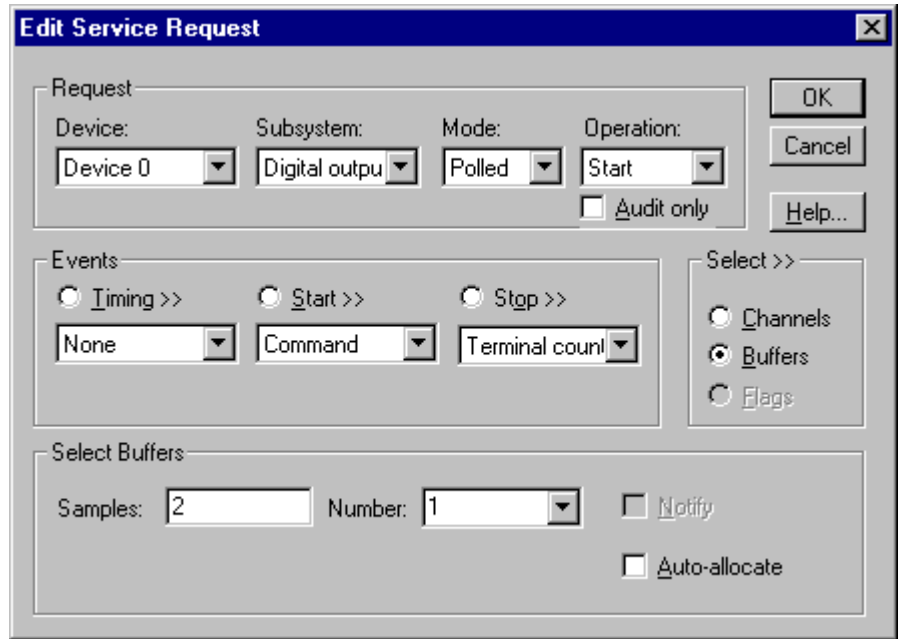 Edit Service Request
Request
Device: Subsystem: Mode: Operation:
Device 0 Digital outpu Polled Start
Audit only
OK
Cancel
Help...
Events
Timing >> Start >> Stop >>
None Command Terminal count
Select >>
Channels
Buffers
Flags
Select Buffers
Samples: 2 Number: 1 Notify
Auto-allocate